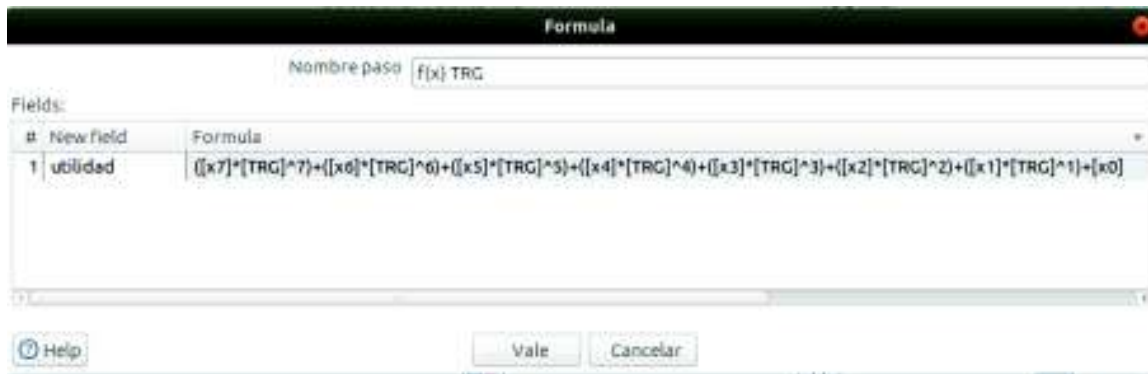 Formula
Nombre paso f(x) TRG
Fields:
# New field Formula
1 utilidad ([x7]*[TRG]^7)+([x6]*[TRG]^6)+([x5]*[TRG]^5)+([x4]*[TRG]^4)+([x3]*[TRG]^3)+([x2]*[TRG]^2)+([x1]*[TRG]^1)+[x0]
Help Vale Cancelar